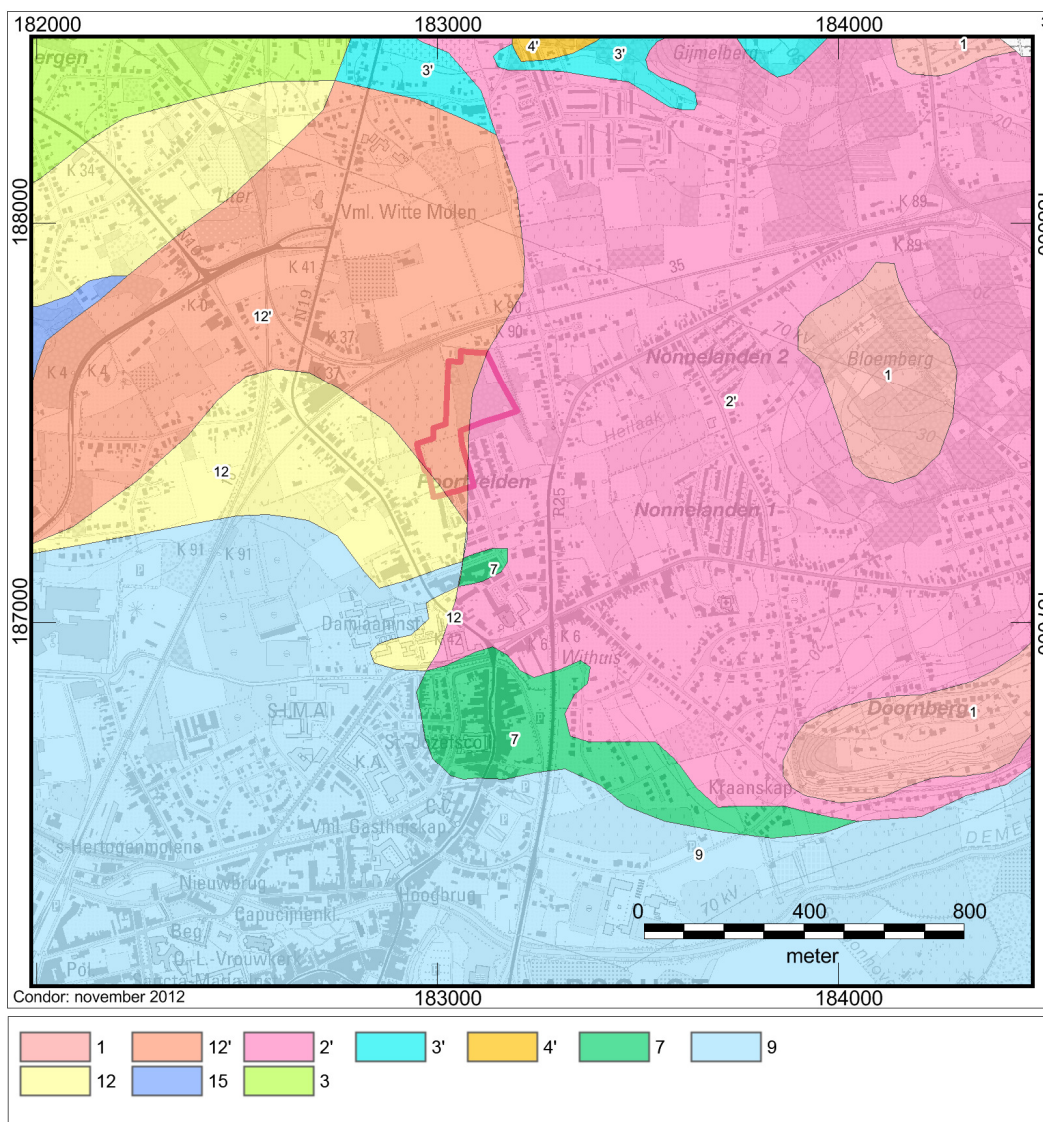 182000 183000 184000
ergen
3'
4'
3'
Gijmelberg
1
20
K 34
Liter
Vml. Witte Molen
188000
N10
K 41
K 89
K 89
35
K 0
12'
N19
K 37
K 90
K 90
70 kV
Nonnelanden 2
Bloemberg
1
K 4
K 4
37
2'
Heilaak
30
12
Poortvelden
R25
Nonnelanden 1
K 91
K 91
7
187000
187000
Damiaaninst.
12
K 42
K 6
Withuis
Doornberg
1
S.I.M.A.
St.-Jozefscol
7
K.A.
Kraanskap.
C.C.
Vml. Gasthuiskap
's-Hertogenmolens
9
DEME
Nieuwbrug
Hoogbrug
70 kV
Capucijnenkl.
Beg
O.-L.-Vrouwkerk
Pol
0 400 800
meter
Condor: november 2012
183000 184000
1 12' 2' 3' 4' 7 9
12 15 3